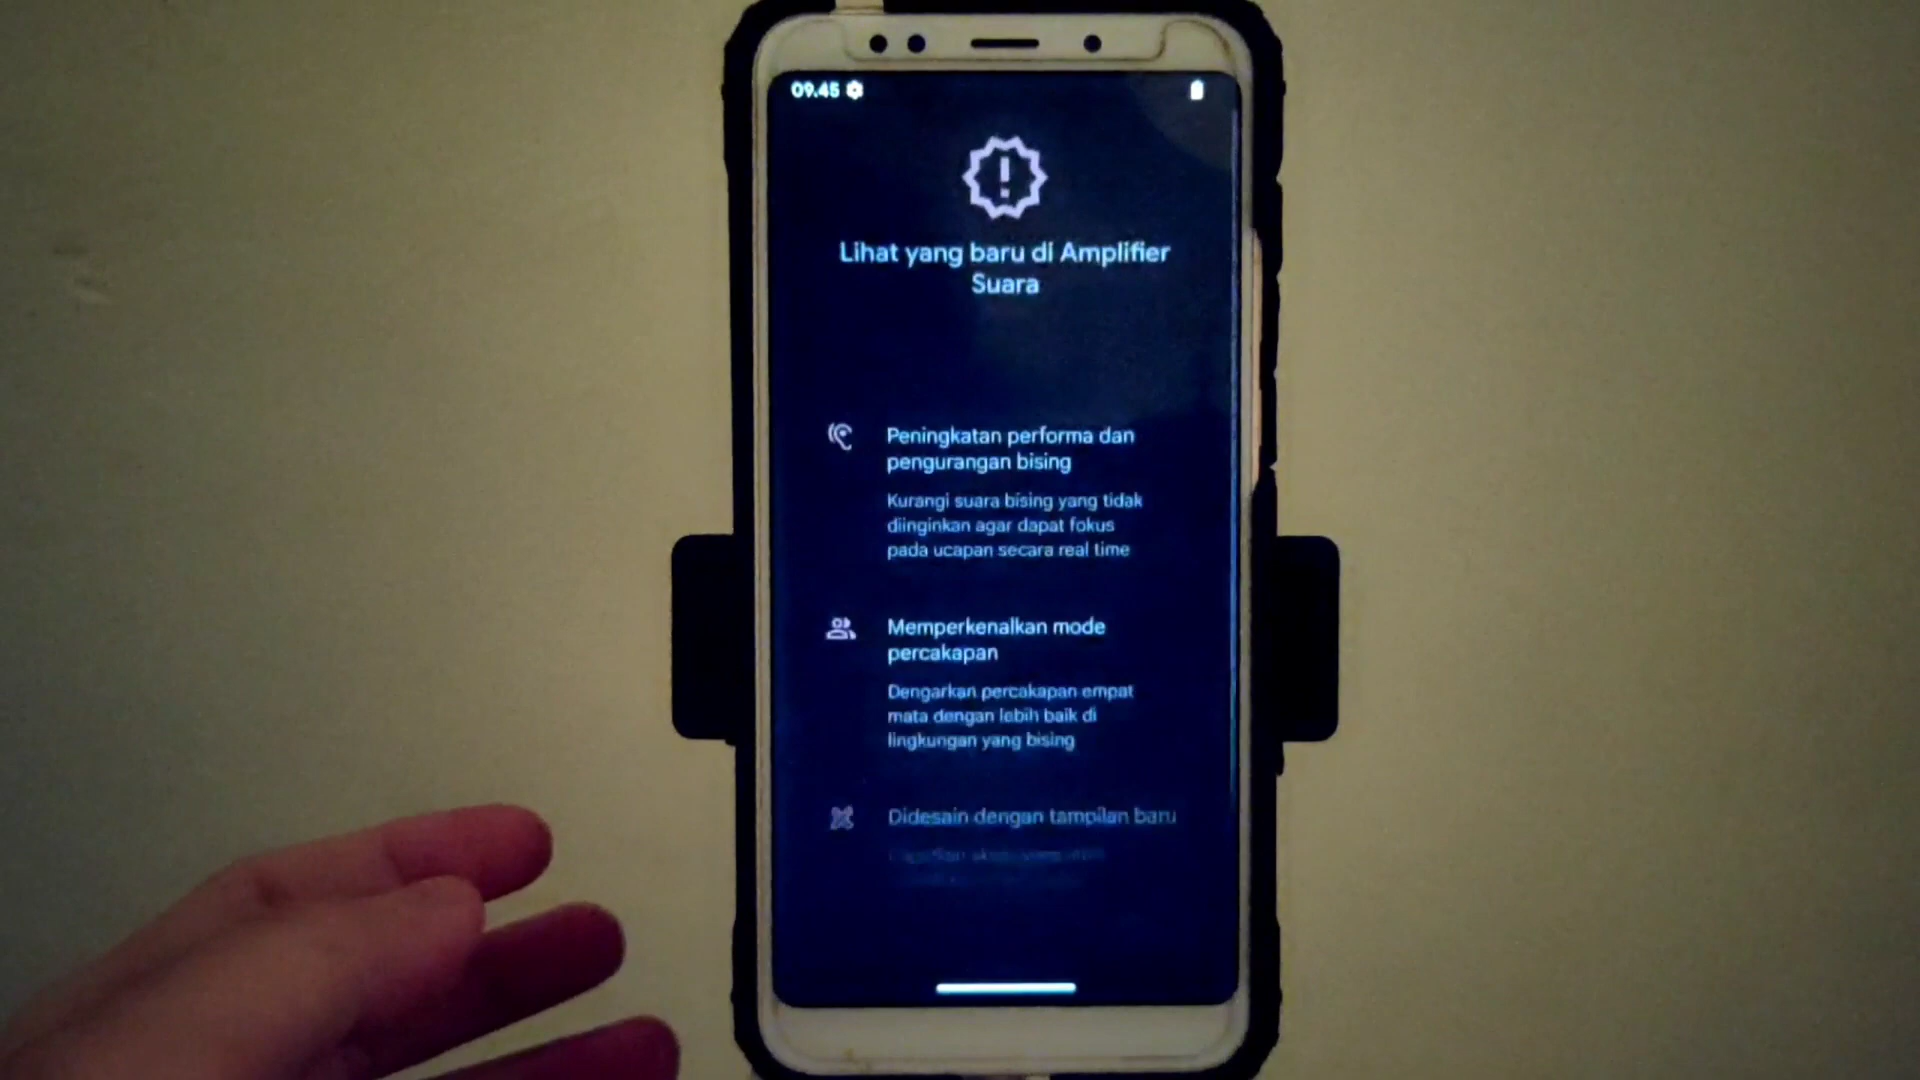 09.45
Lihat yang baru di Amplifier
Suara
Peningkatan performa dan
pengurangan bising
Kurangi suara bising yang tidak
diinginkan agar dapat fokus
pada ucapan secara real time
Memperkenalkan mode
percakapan
Dengarkan percakapan empat
mata dengan lebih baik di
lingkungan yang bising
Didesain dengan tampilan baru